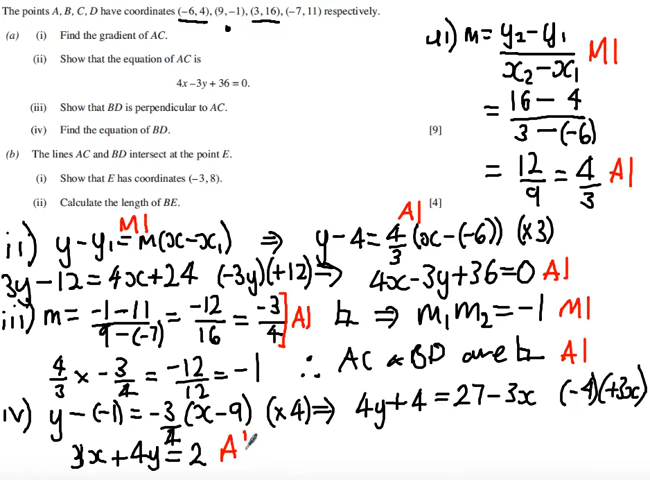 The points A, B, C, D have coordinates (−6, 4), (9, −1), (3, 16), (−7, 11) respectively.
(a) (i) Find the gradient of AC.
(ii) Show that the equation of AC is
4x −3y + 36 = 0.
(iii) Show that BD is perpendicular to AC.
(iv) Find the equation of BD. [9]
(b) The lines AC and BD intersect at the point E.
(i) Show that E has coordinates (−3, 8).
(ii) Calculate the length of BE. [4]
i) m = (y₂ − y₁)/(x₂ − x₁) M1
= (16 − 4)/(3 − (−6))
= 12/9 = 4/3 A1
ii) y − y₁ = m(x − x₁) M1 ⇒ y − 4 = 4/3 (x − (−6)) A1 (×3)
3y − 12 = 4x + 24 (−3y)(+12) ⇒ 4x − 3y + 36 = 0 A1
iii) m = (−1 − 11)/(9 − (−7)) = −12/16 = −3/4] A1 ⊾ ⇒ m₁m₂ = −1 M1
4/3 × −3/4 = −12/12 = −1 ∴ AC & BD are ⊾ A1
iv) y − (−1) = −3/4 (x − 9) (×4) ⇒ 4y + 4 = 27 − 3x (−4)(+3x)
3x + 4y = 2 A1